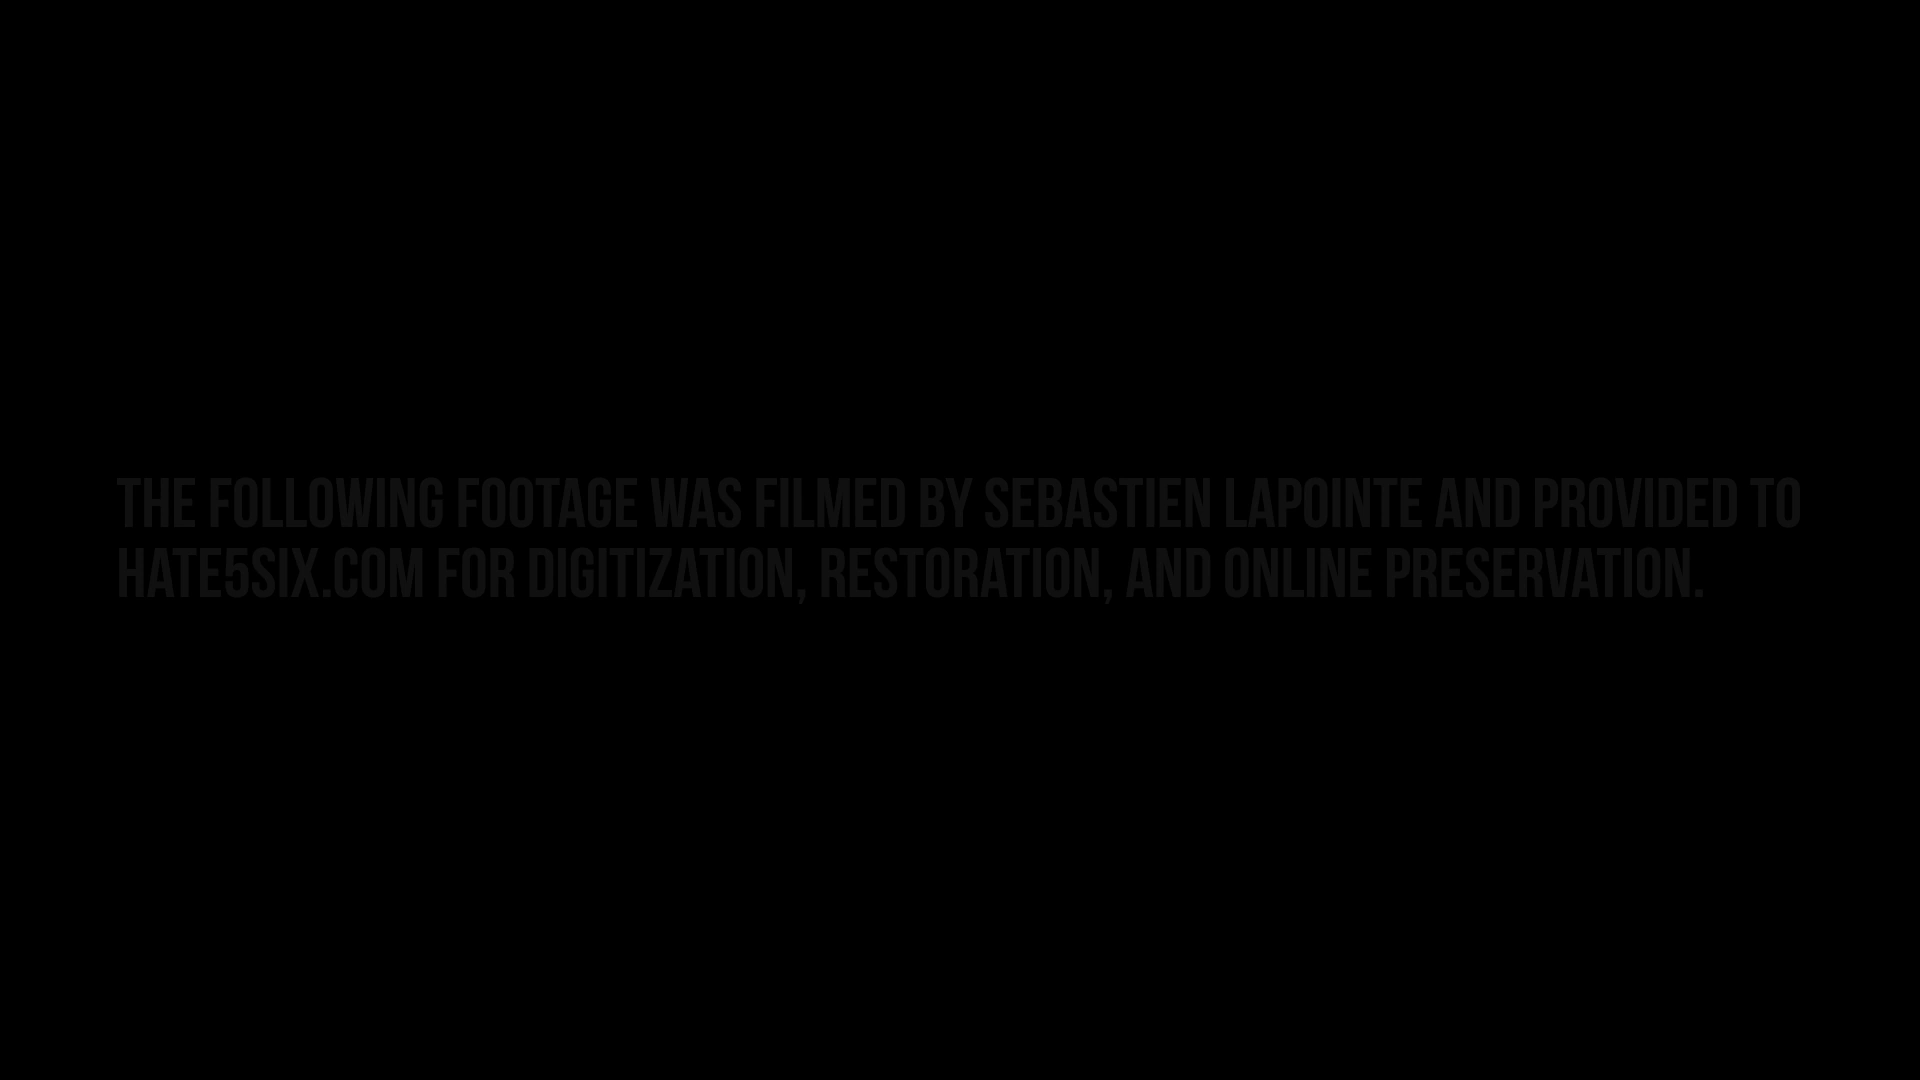 THE FOLLOWING FOOTAGE WAS FILMED BY SEBASTIEN LAPOINTE AND PROVIDED TO
HATE5SIX.COM FOR DIGITIZATION, RESTORATION, AND ONLINE PRESERVATION.